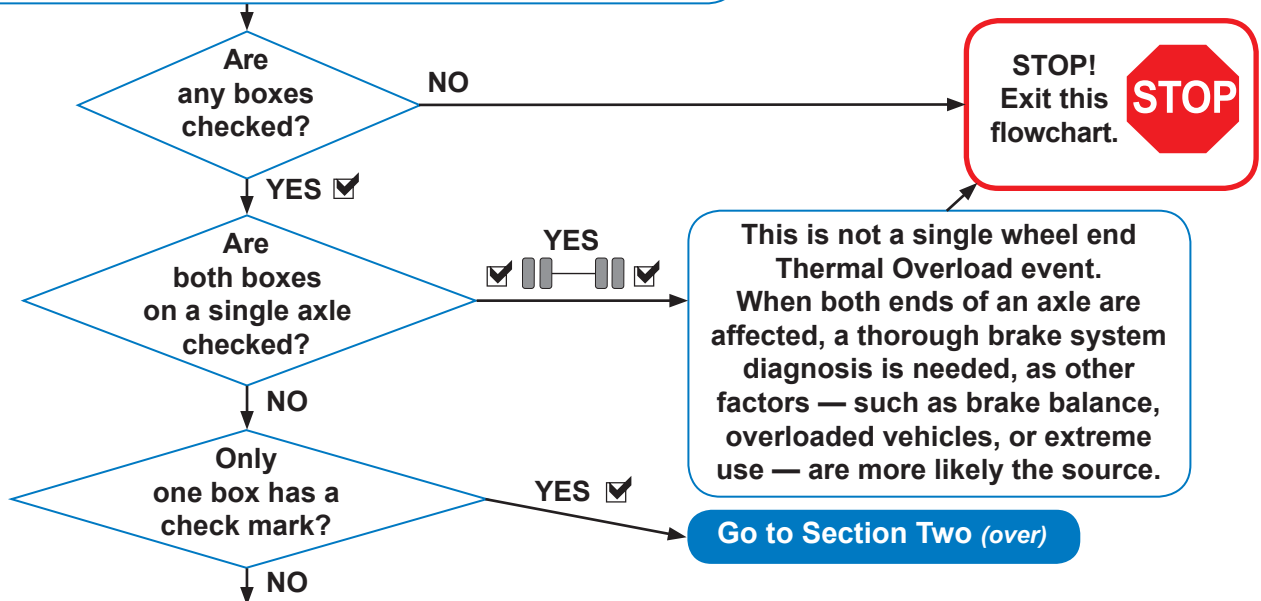 Are
any boxes
checked?
NO
STOP!
Exit this
flowchart.
STOP
YES
Are
both boxes
on a single axle
checked?
YES
This is not a single wheel end
Thermal Overload event.
When both ends of an axle are
affected, a thorough brake system
diagnosis is needed, as other
factors — such as brake balance,
overloaded vehicles, or extreme
use — are more likely the source.
NO
Only
one box has a
check mark?
YES
Go to Section Two (over)
NO